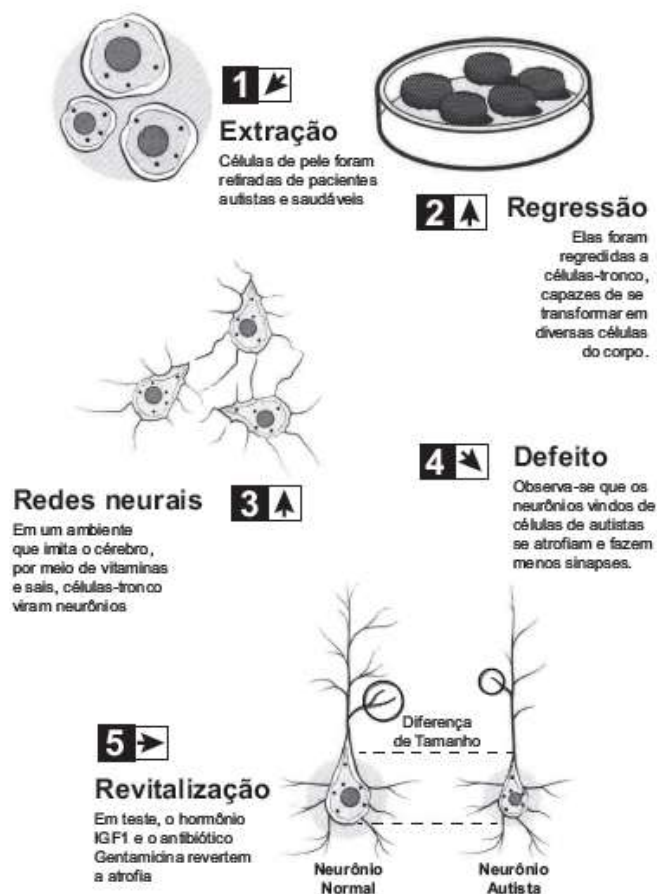 1
Extração
Células de pele foram
retiradas de pacientes
autistas e saudáveis
2
Regressão
Elas foram
regredidas a
células-tronco,
capazes de se
transformar em
diversas células
do corpo.
Redes neurais
3
Em um ambiente
que imita o cérebro,
por meio de vitaminas
e sais, células-tronco
viram neurônios
4
Defeito
Observa-se que os
neurônios vindos de
células de autistas
se atrofiam e fazem
menos sinapses.
5
Revitalização
Em teste, o hormônio
IGF1 e o antibiótico
Gentamicina revertem
a atrofia
Diferença
de Tamanho
Neurônio
Normal
Neurônio
Autista